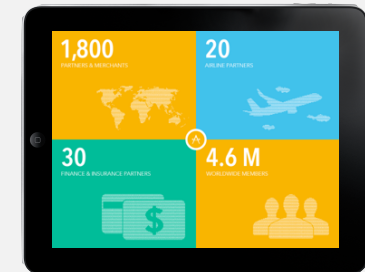 1,800
PARTNERS & MERCHANTS
20
AIRLINE PARTNERS
30
FINANCE & INSURANCE PARTNERS
4.6 M
WORLDWIDE MEMBERS
$